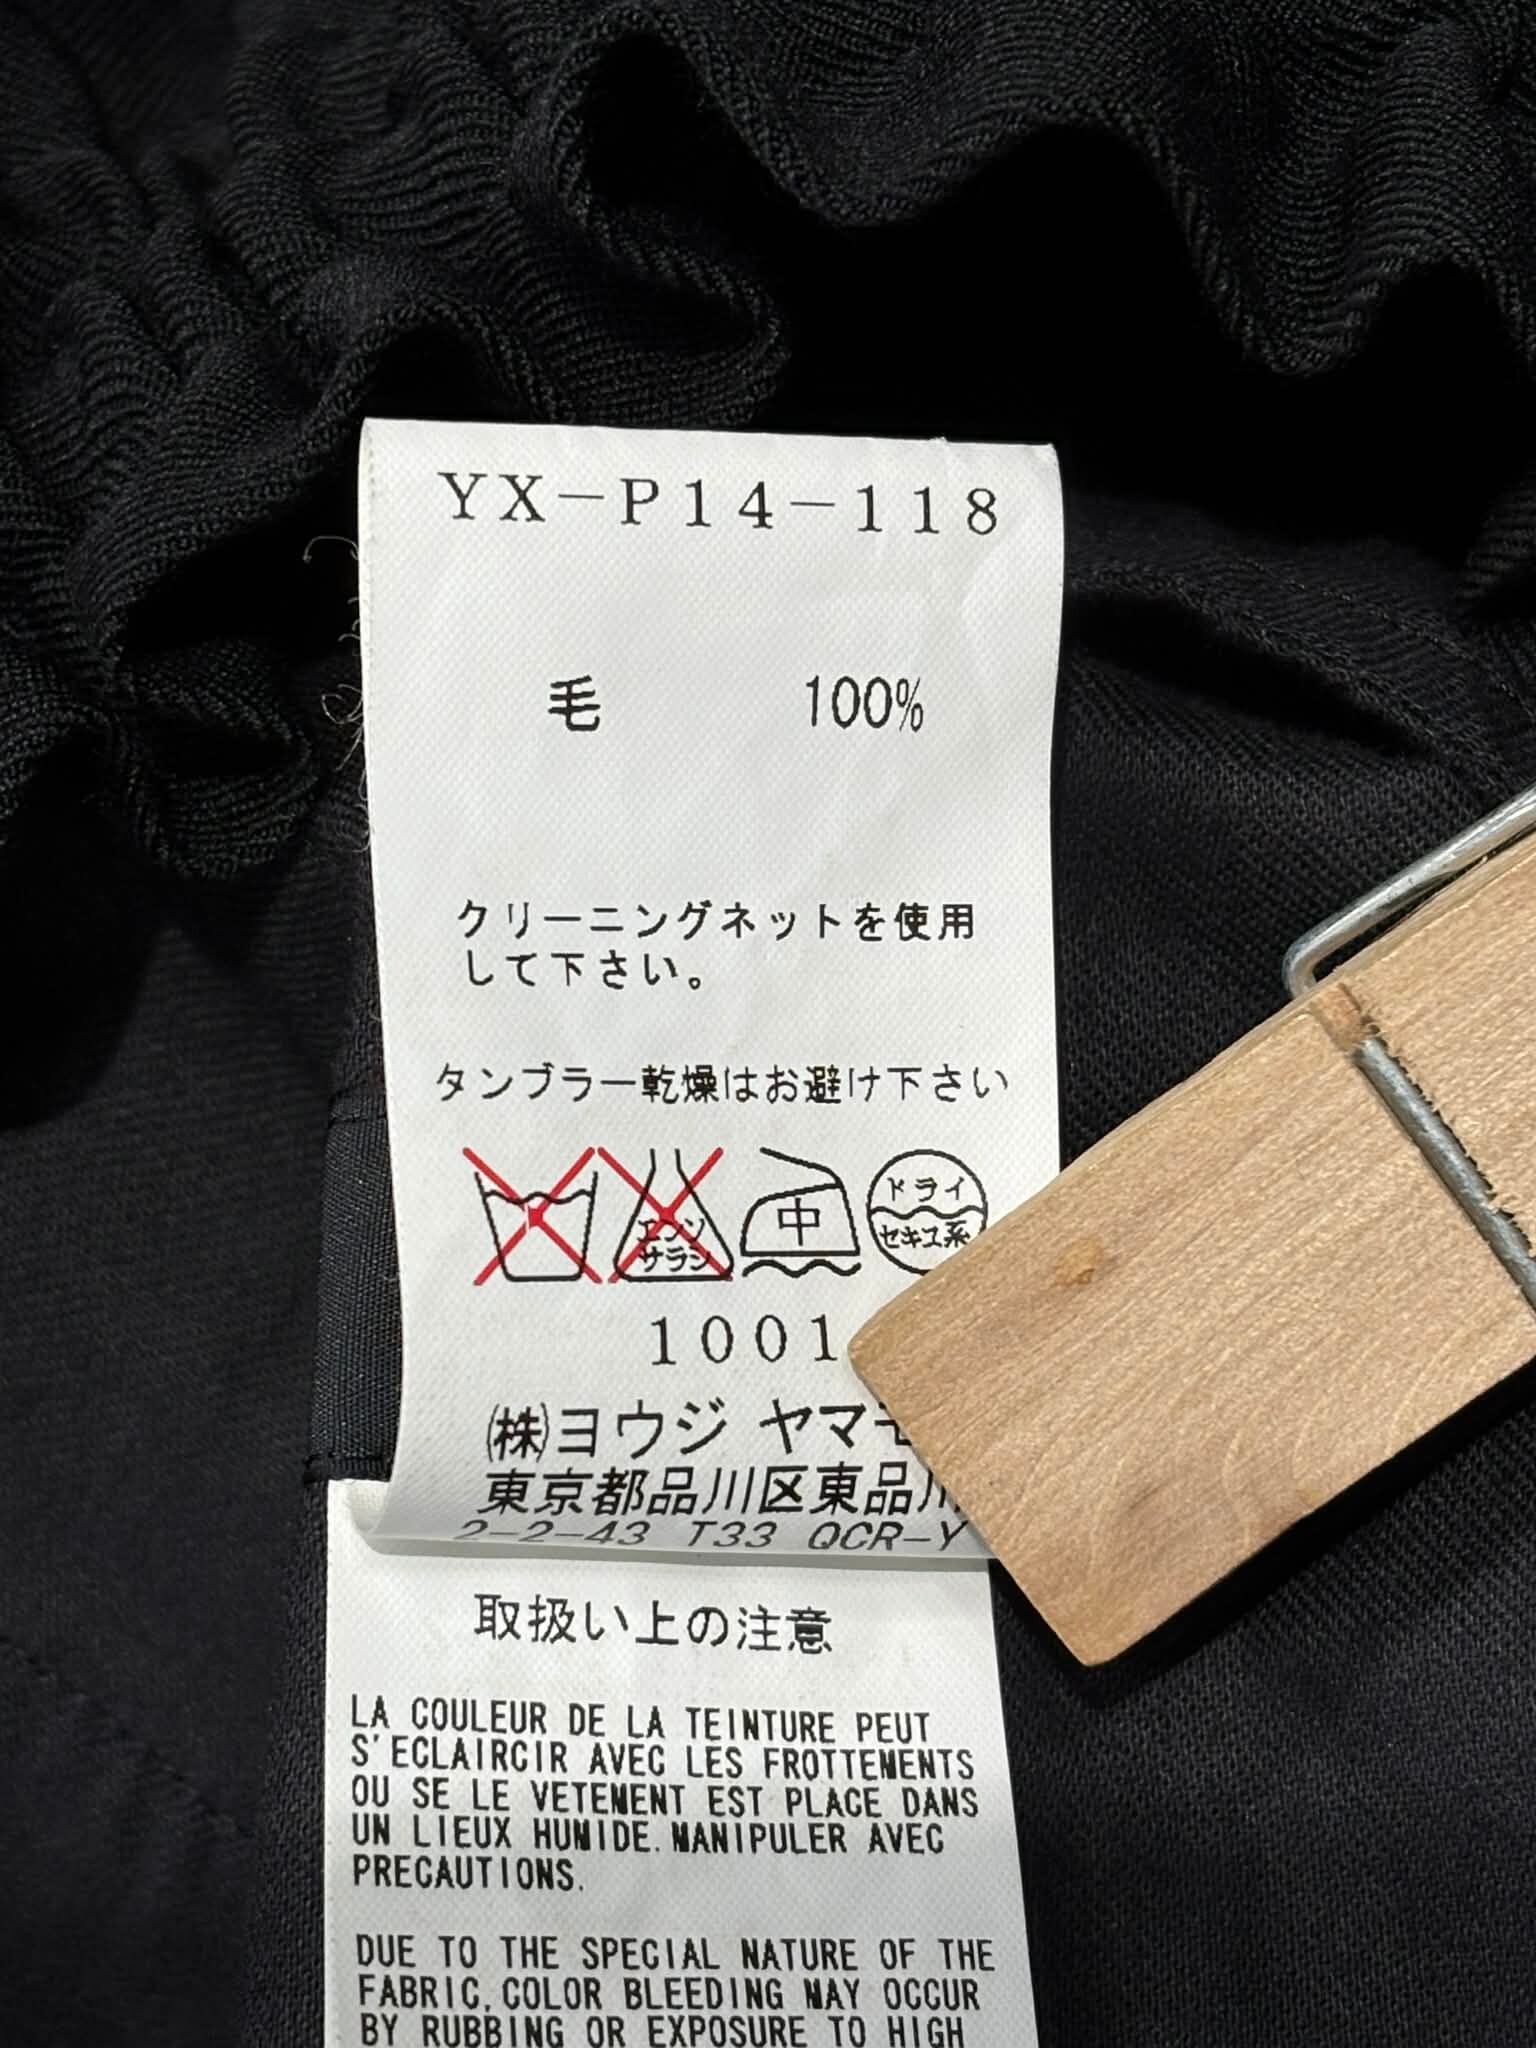 YX-P14-118
毛 100%
クリーニングネットを使用
して下さい。
タンブラー乾燥はお避け下さい
エンソ
サラシ
中
ドライ
セキユ系
1001
(株)ヨウジ ヤマモ
東京都品川区東品川
2-2-43 T33 QCR-Y
取扱い上の注意
LA COULEUR DE LA TEINTURE PEUT
S'ECLAIRCIR AVEC LES FROTTEMENTS
OU SE LE VETEMENT EST PLACE DANS
UN LIEUX HUMIDE.MANIPULER AVEC
PRECAUTIONS.
DUE TO THE SPECIAL NATURE OF THE
FABRIC,COLOR BLEEDING MAY OCCUR
BY RUBBING OR EXPOSURE TO HIGH